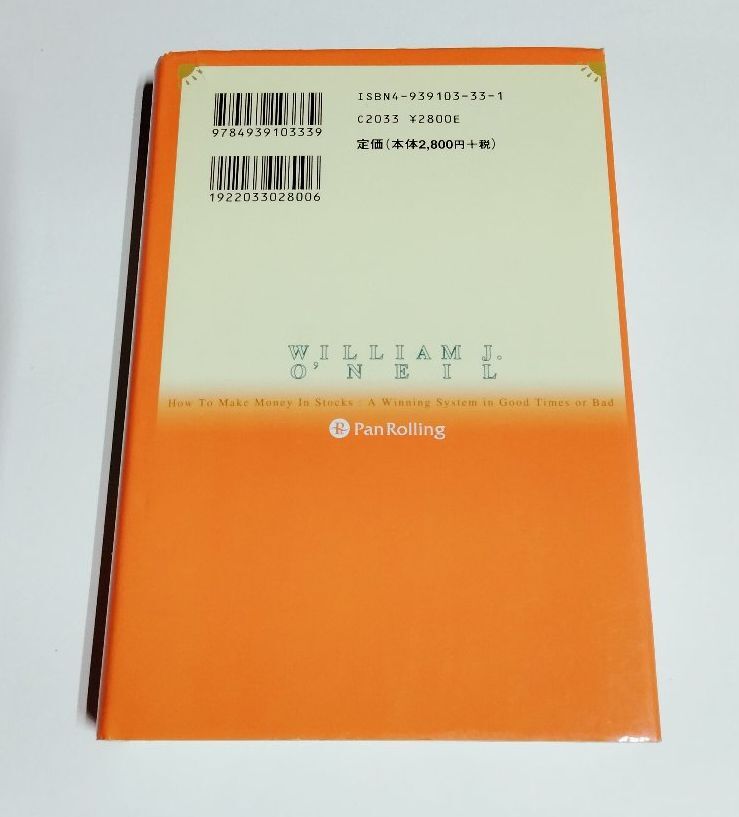 ISBN4-939103-33-1
9784939103339
C2033 ¥2800E
定価(本体2,800円+税)
1922033028006
WILLIAM J.
O'NEIL
How To Make Money In Stocks : A Winning System in Good Times or Bad
PanRolling